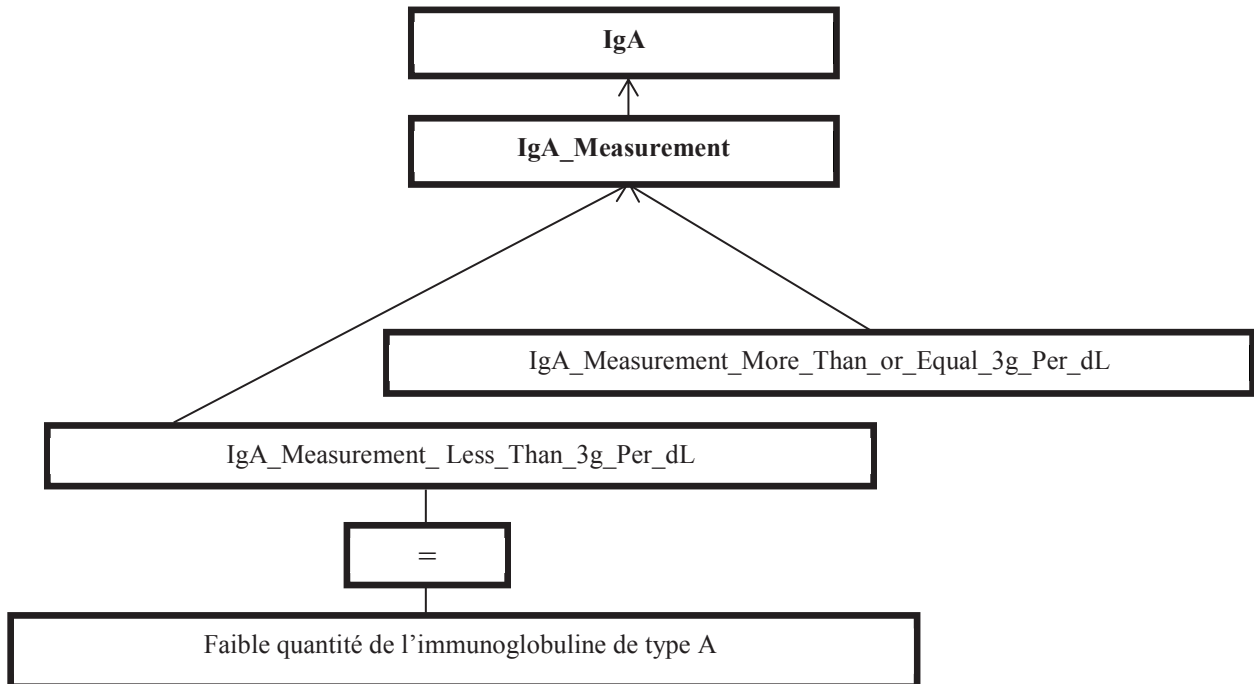 IgA
IgA_Measurement
IgA_Measurement_More_Than_or_Equal_3g_Per_dL
IgA_Measurement_ Less_Than_3g_Per_dL
=
Faible quantité de l’immunoglobuline de type A